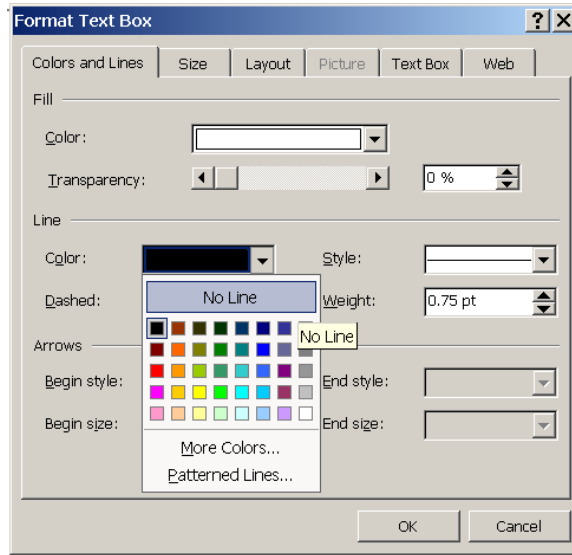 Format Text Box
Colors and Lines Size Layout Picture Text Box Web
Fill
Color:
Transparency: 0 %
Line
Color: Style:
No Line
Dashed: Weight: 0.75 pt
No Line
Arrows
Begin style: End style:
Begin size: End size:
More Colors...
Patterned Lines...
OK Cancel